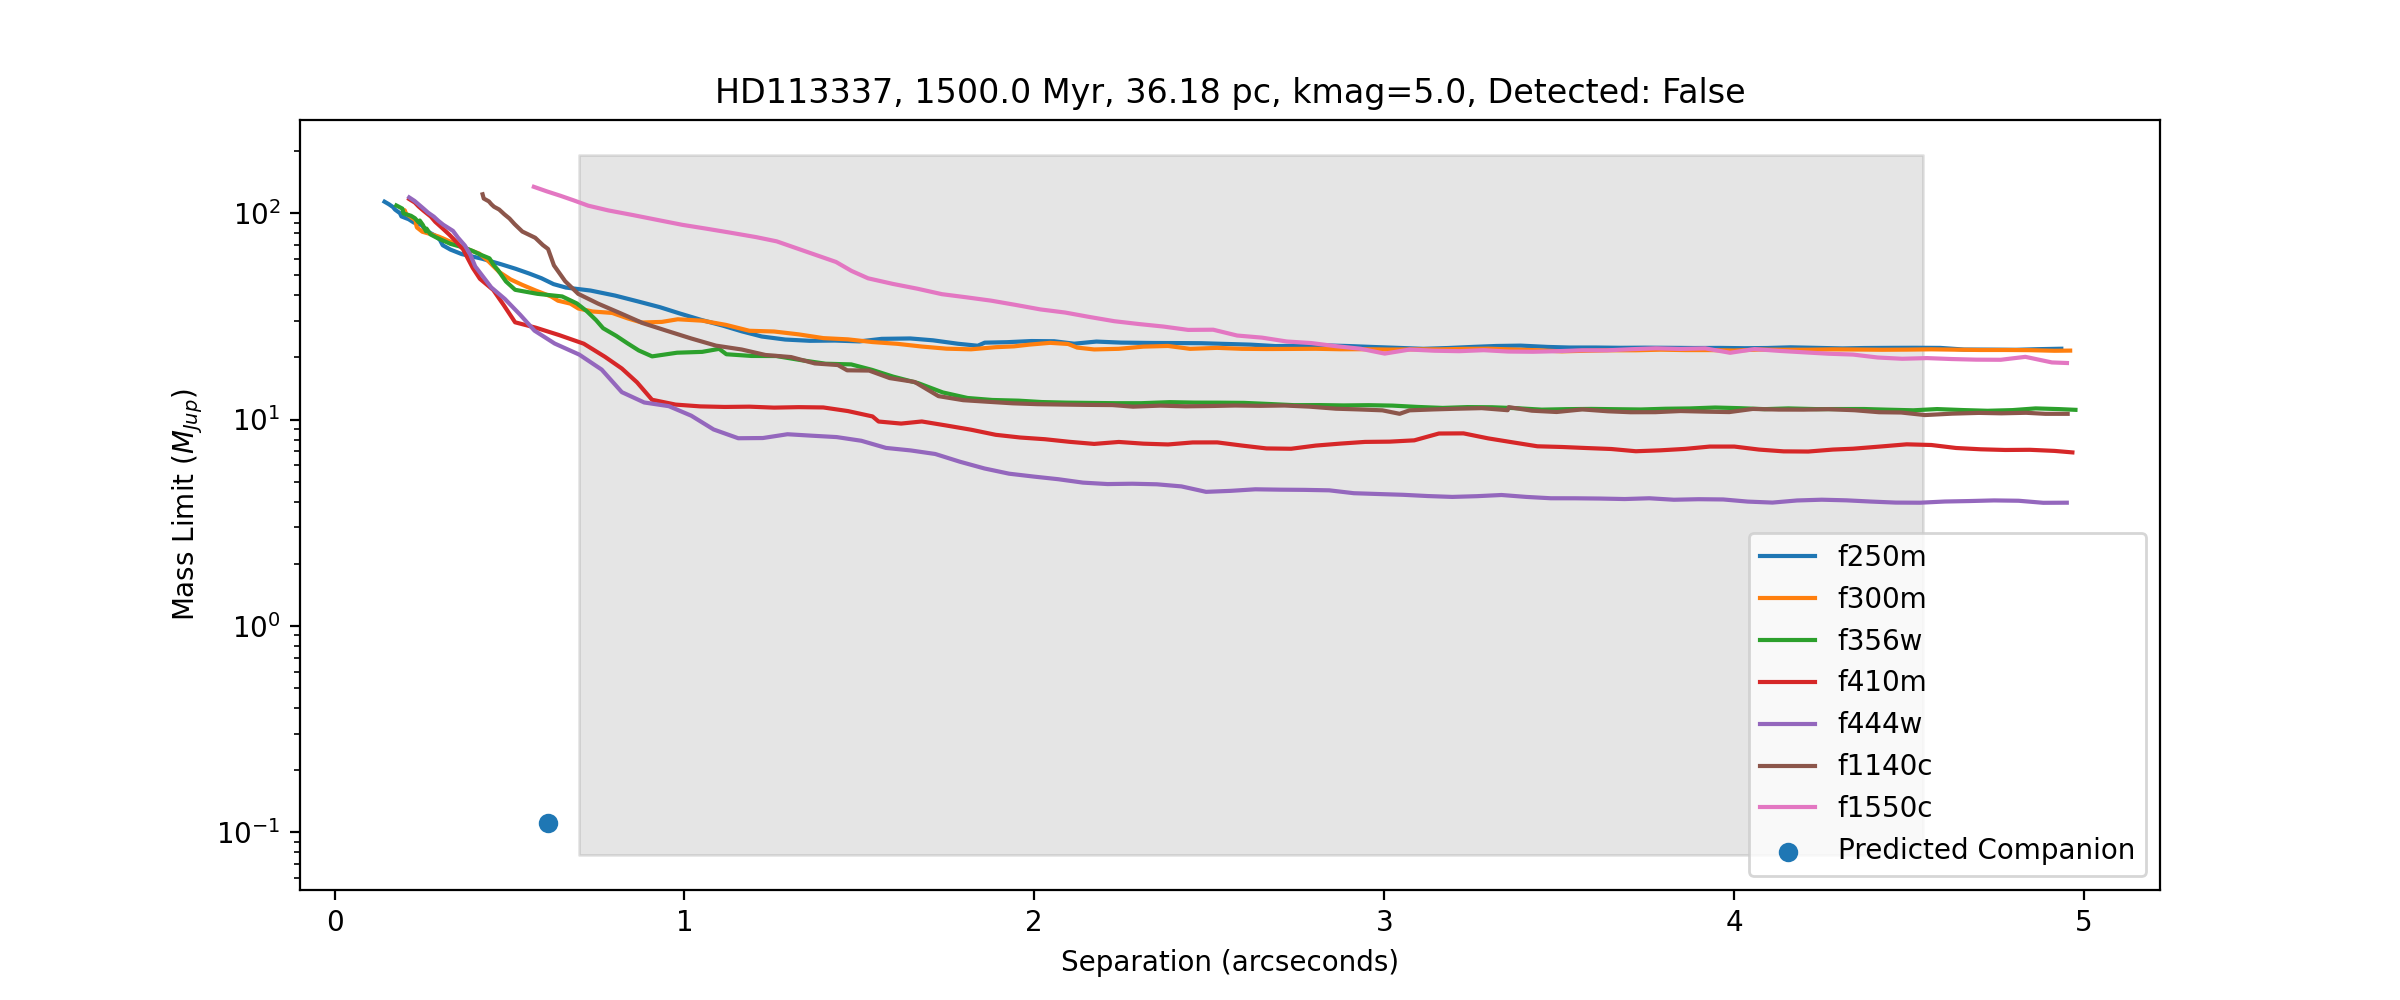 HD113337, 1500.0 Myr, 36.18 pc, kmag=5.0, Detected: False
Mass Limit (M_Jup)
10^2
10^1
10^0
10^−1
f250m
f300m
f356w
f410m
f444w
f1140c
f1550c
Predicted Companion
0 1 2 3 4 5
Separation (arcseconds)